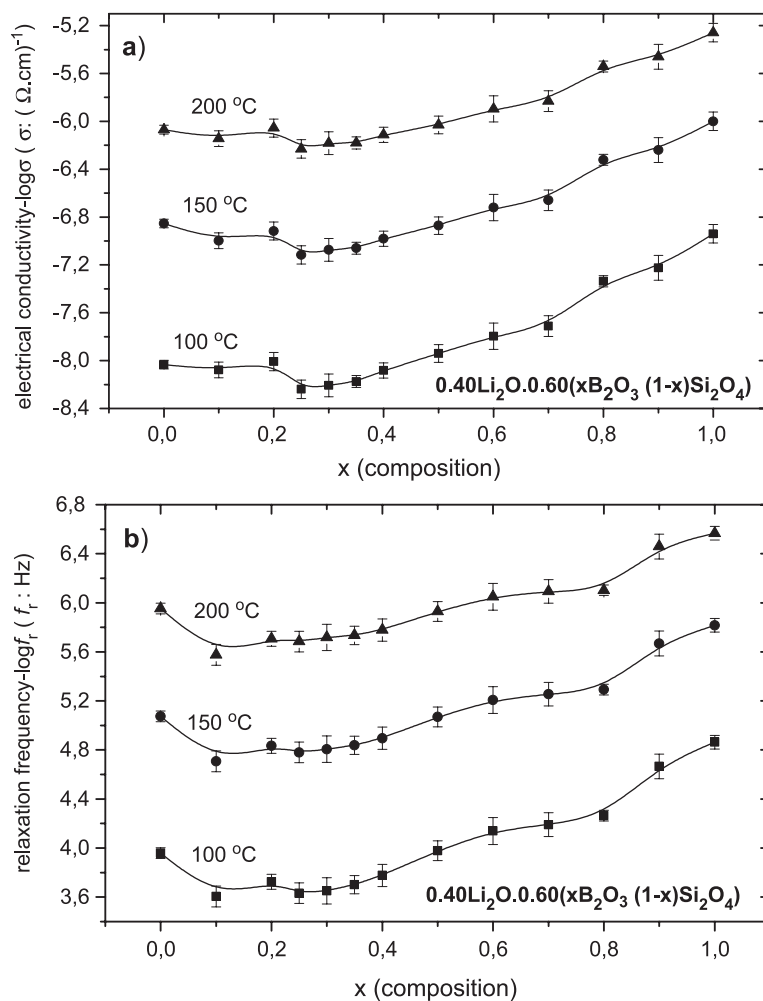 electrical conductivity-logσ ( σ: ( Ω.cm)⁻¹)
-5,2
-5,6
-6,0
-6,4
-6,8
-7,2
-7,6
-8,0
-8,4
a)
200 °C
150 °C
100 °C
0.40Li₂O.0.60(xB₂O₃ (1-x)Si₂O₄)
0,0 0,2 0,4 0,6 0,8 1,0
x (composition)
relaxation frequency-logfᵣ ( fᵣ : Hz)
6,8
6,4
6,0
5,6
5,2
4,8
4,4
4,0
3,6
b)
200 °C
150 °C
100 °C
0.40Li₂O.0.60(xB₂O₃ (1-x)Si₂O₄)
0,0 0,2 0,4 0,6 0,8 1,0
x (composition)